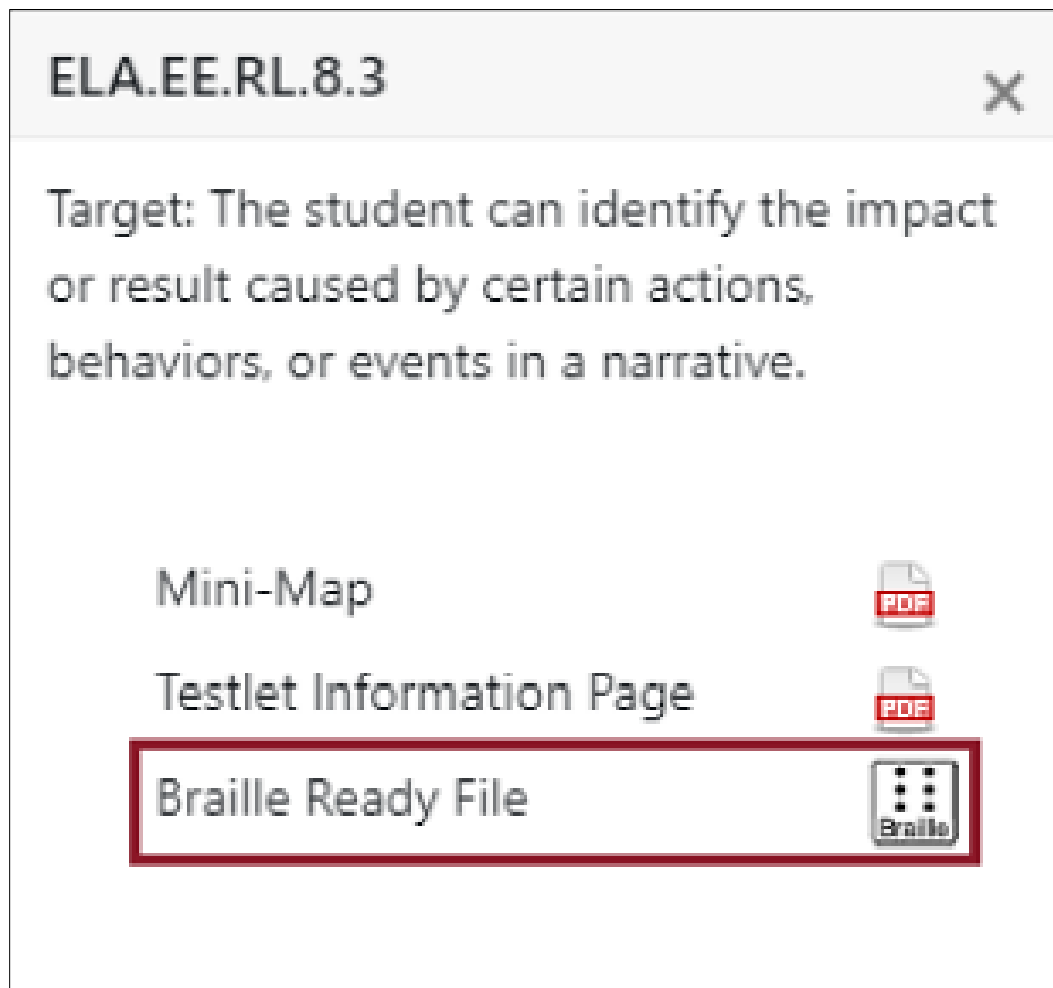 ELA.EE.RL.8.3
Target: The student can identify the impact
or result caused by certain actions,
behaviors, or events in a narrative.
Mini-Map
PDF
Testlet Information Page
PDF
Braille Ready File
Braille